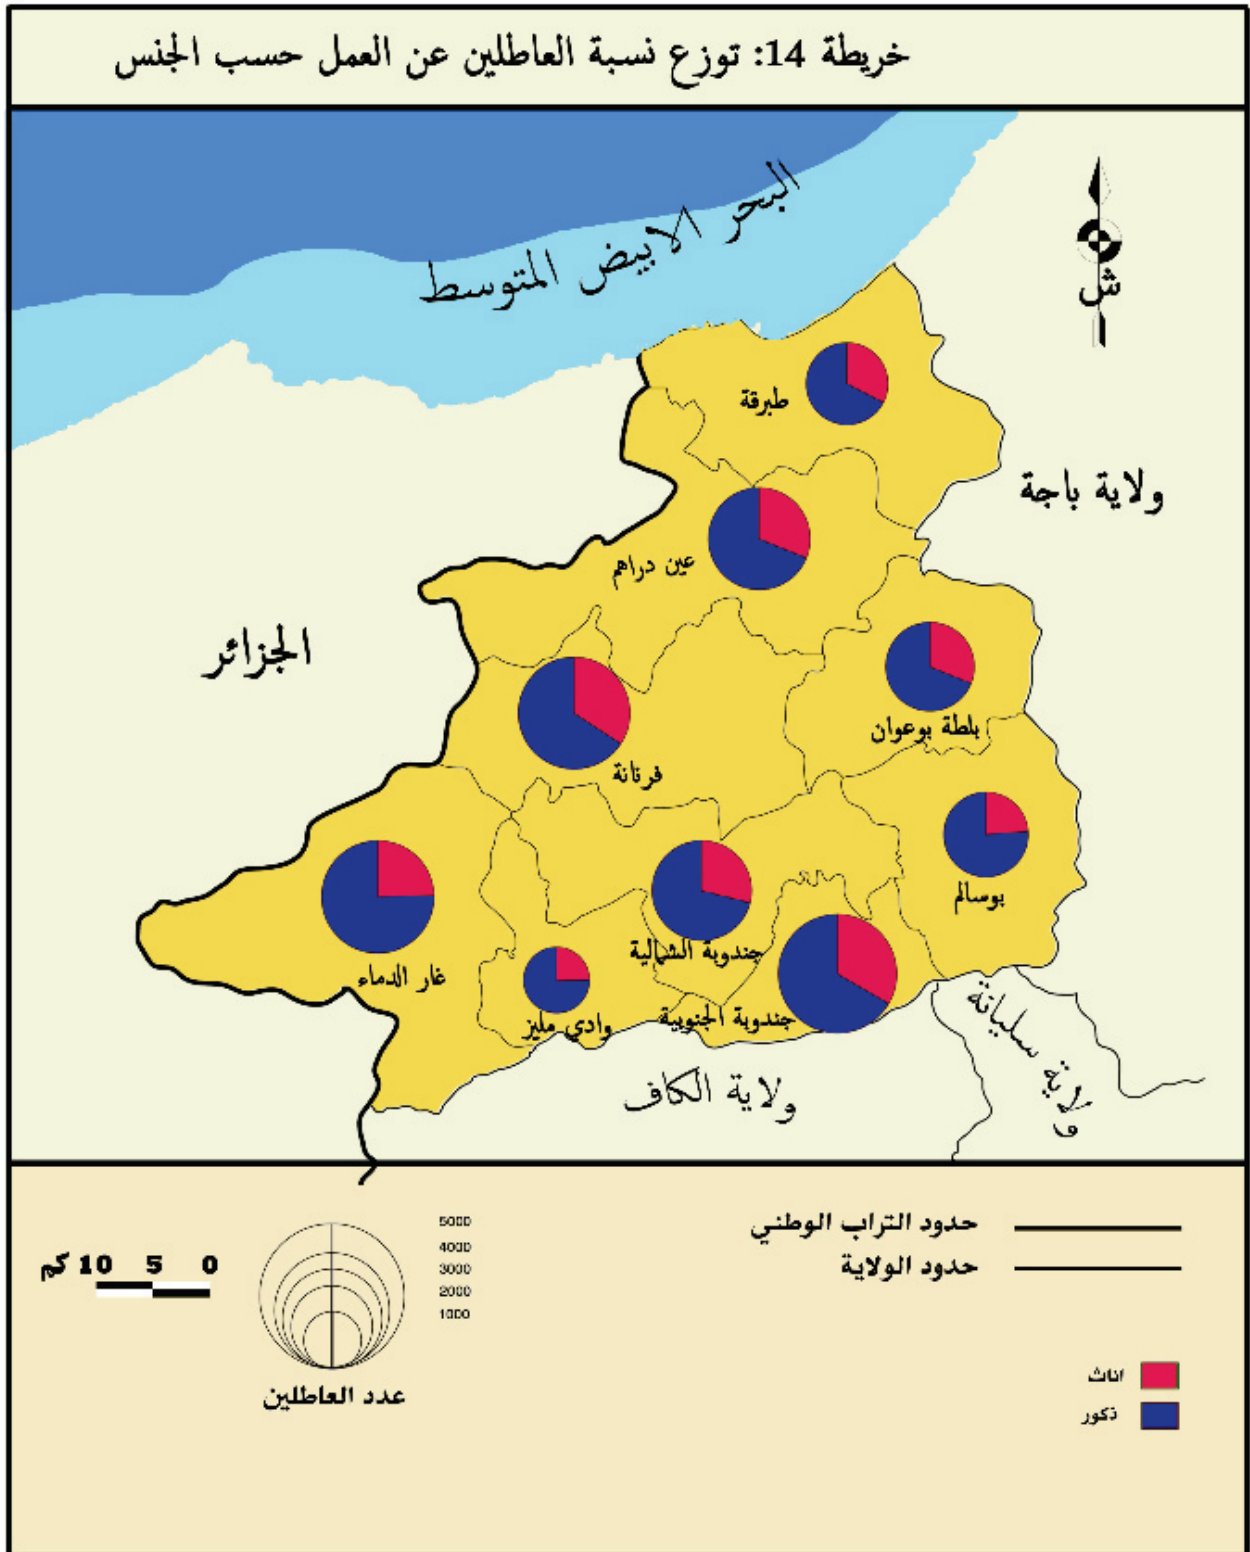 خريطة 14: توزع نسبة العاطلين عن العمل حسب الجنس
البحر الابيض المتوسط
ش
طبرقة
ولاية باجة
عين دراهم
الجزائر
بلطة بوعوان
فرنانة
بوسالم
جندوبة الشمالية
غار الدماء
وادي مليز
جندوبة الجنوبية
ولاية سليانة
ولاية الكاف
حدود التراب الوطني
حدود الولاية
5000
4000
3000
2000
1000
0 5 10 كم
عدد العاطلين
اناث
ذكور